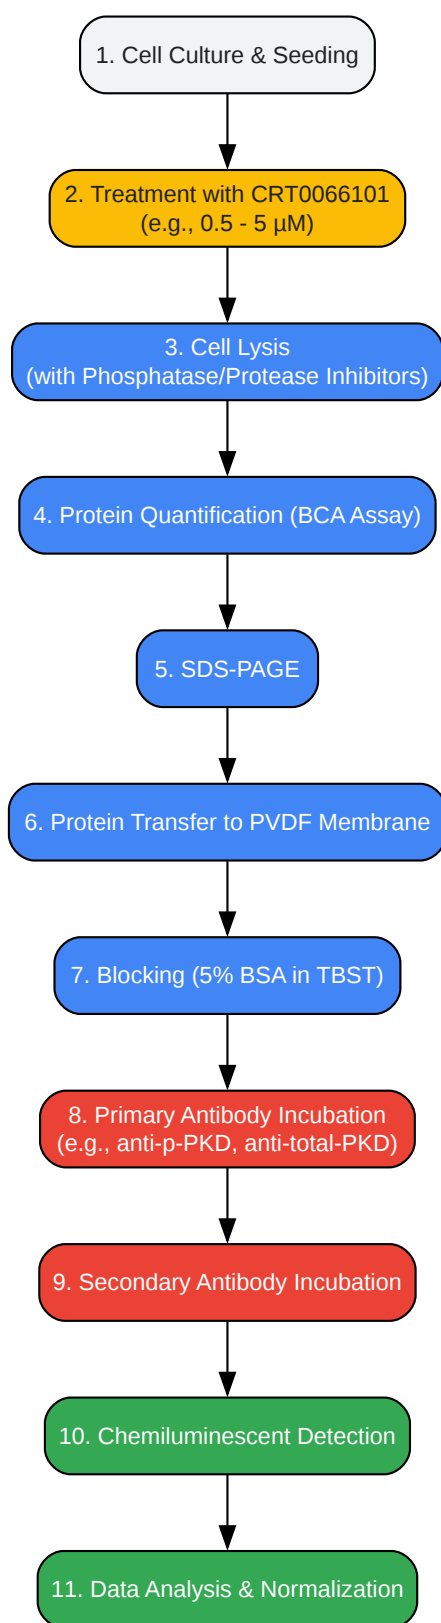 1. Cell Culture & Seeding
2. Treatment with CRT0066101
(e.g., 0.5 - 5 µM)
3. Cell Lysis
(with Phosphatase/Protease Inhibitors)
4. Protein Quantification (BCA Assay)
5. SDS-PAGE
6. Protein Transfer to PVDF Membrane
7. Blocking (5% BSA in TBST)
8. Primary Antibody Incubation
(e.g., anti-p-PKD, anti-total-PKD)
9. Secondary Antibody Incubation
10. Chemiluminescent Detection
11. Data Analysis & Normalization